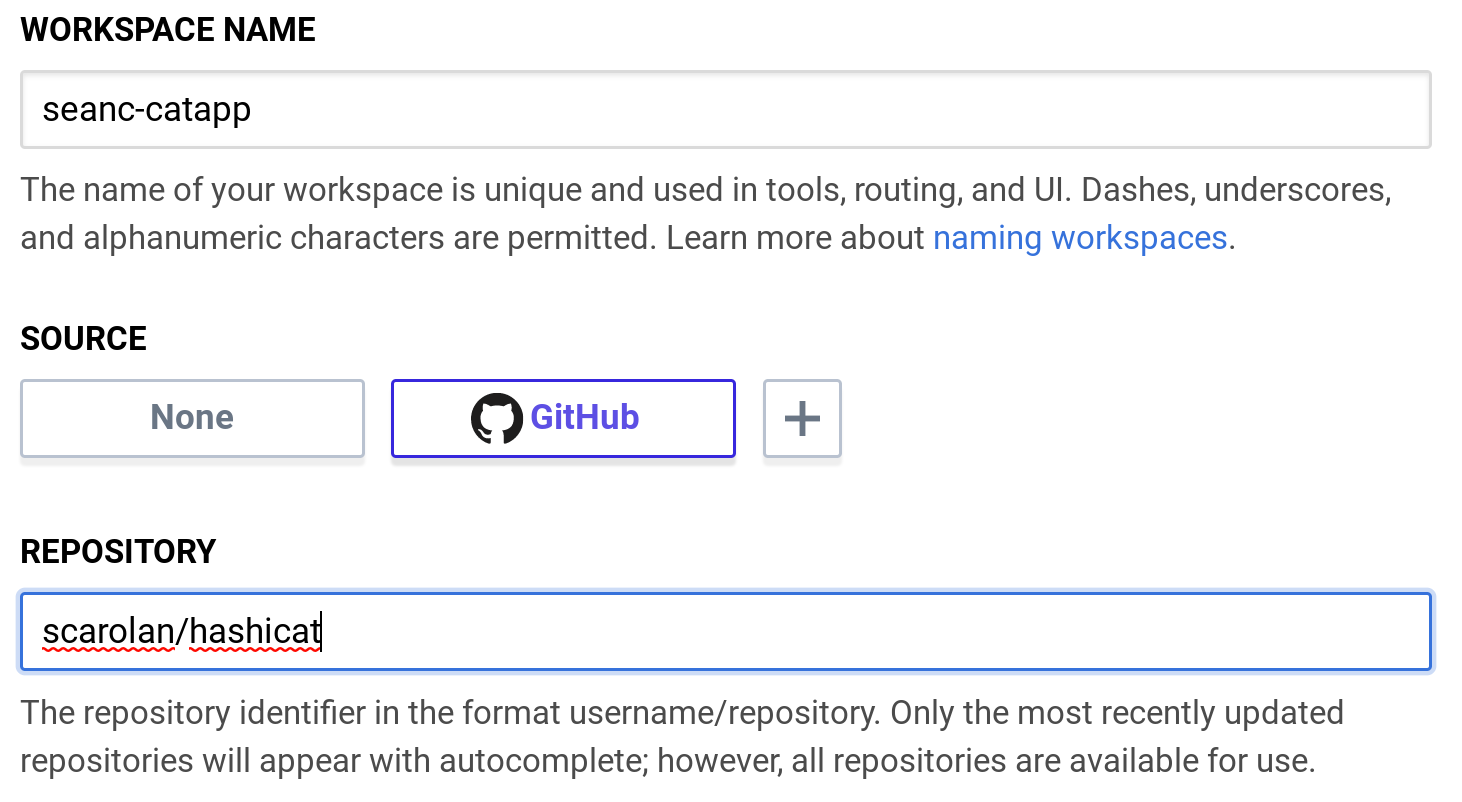 WORKSPACE NAME
seanc-catapp
The name of your workspace is unique and used in tools, routing, and UI. Dashes, underscores,
and alphanumeric characters are permitted. Learn more about naming workspaces.
SOURCE
None GitHub +
REPOSITORY
scarolan/hashicat
The repository identifier in the format username/repository. Only the most recently updated
repositories will appear with autocomplete; however, all repositories are available for use.